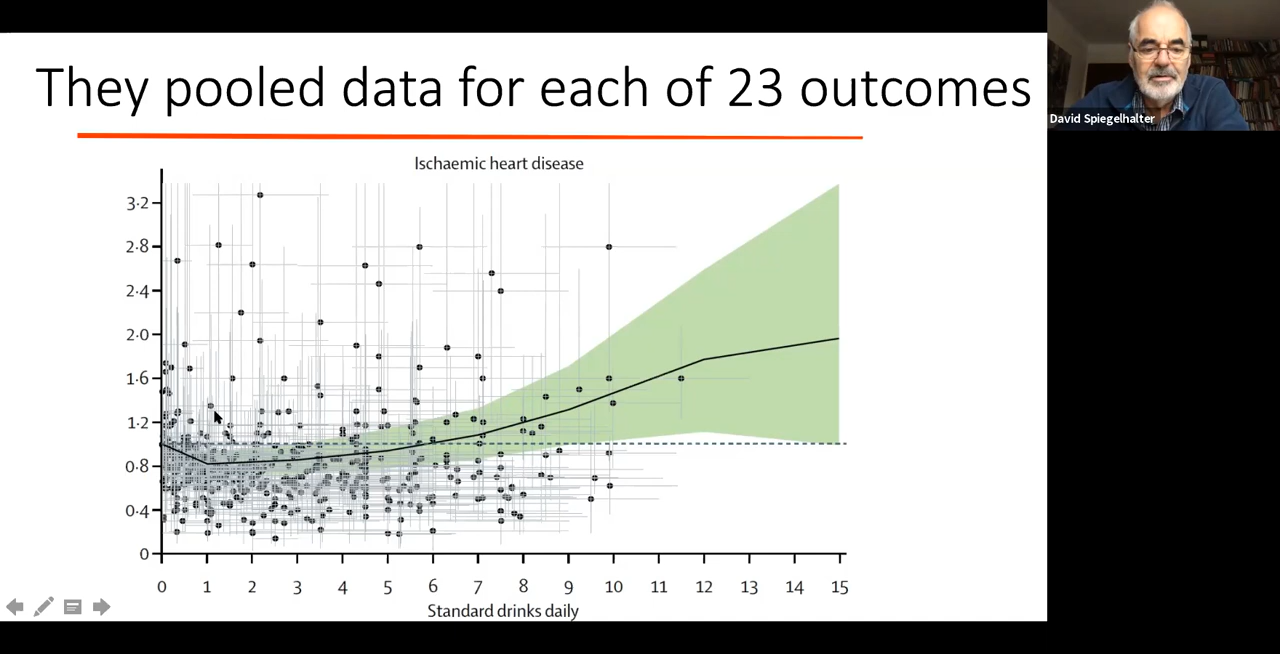 They pooled data for each of 23 outcomes
David Spiegelhalter
Ischaemic heart disease
3·2
2·8
2·4
2·0
1·6
1·2
0·8
0·4
0
0 1 2 3 4 5 6 7 8 9 10 11 12 13 14 15
Standard drinks daily